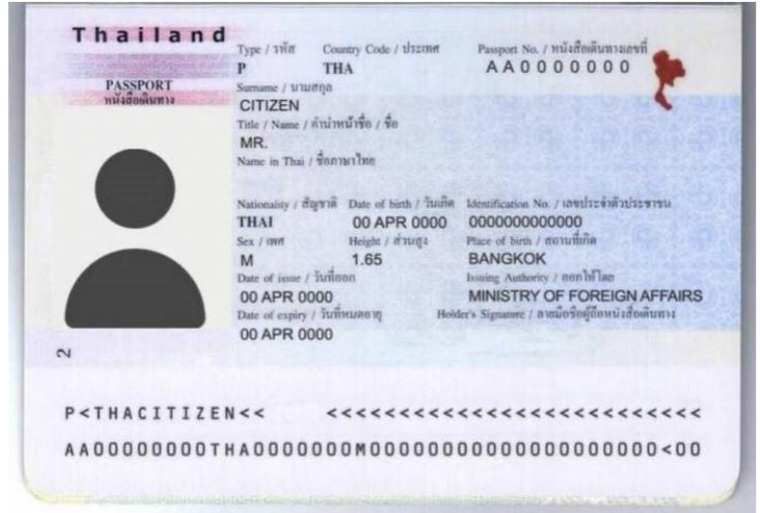 Thailand
Type / รหัส Country Code / ประเทศ Passport No. / หนังสือเดินทางเลขที่
P THA AA0000000
PASSPORT
หนังสือเดินทาง
Surname / นามสกุล
CITIZEN
Title / Name / คำนำหน้าชื่อ / ชื่อ
MR.
Name in Thai / ชื่อภาษาไทย
Nationality / สัญชาติ Date of birth / วันเกิด Identification No. / เลขประจำตัวประชาชน
THAI 00 APR 0000 0000000000000
Sex / เพศ Height / ส่วนสูง Place of birth / สถานที่เกิด
M 1.65 BANGKOK
Date of issue / วันที่ออก Issuing Authority / ออกให้โดย
00 APR 0000 MINISTRY OF FOREIGN AFFAIRS
Date of expiry / วันที่หมดอายุ Holder's Signature / ลายมือชื่อผู้ถือหนังสือเดินทาง
00 APR 0000
2
P<THACITIZEN<< <<<<<<<<<<<<<<<<<<<<<<<<<<
AA00000000THA0000000M000000000000000000000<00